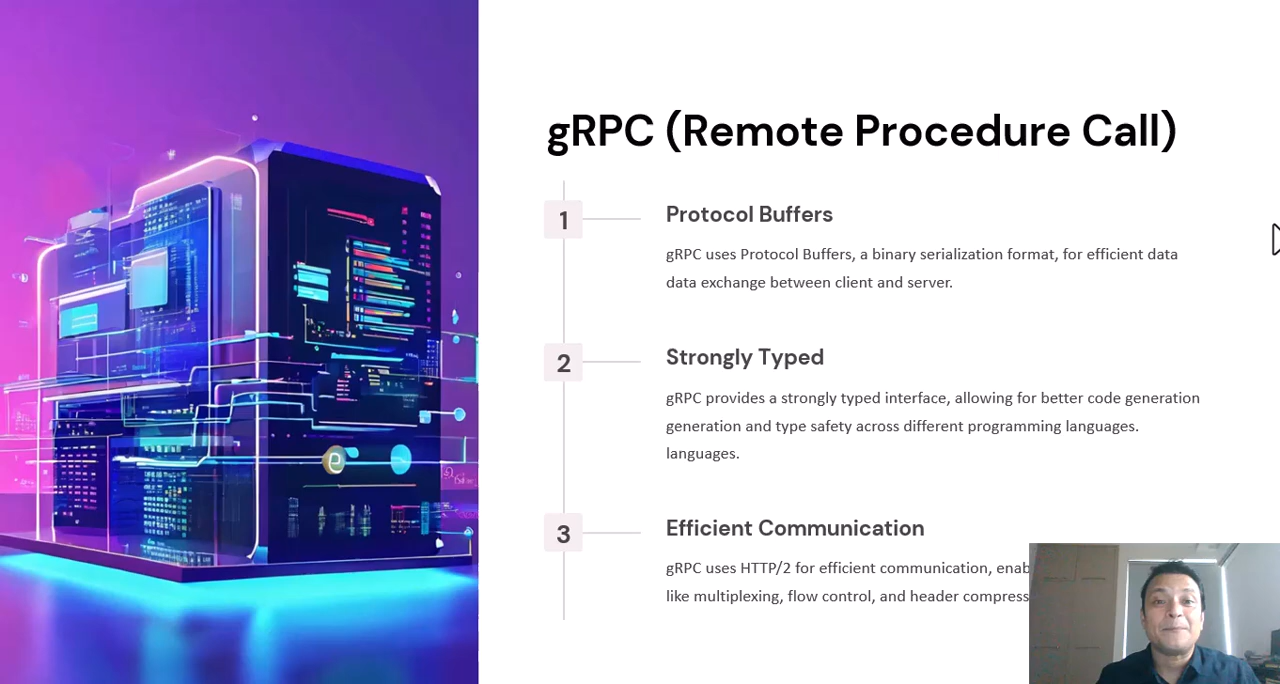 gRPC (Remote Procedure Call)
1
Protocol Buffers
gRPC uses Protocol Buffers, a binary serialization format, for efficient data
data exchange between client and server.
2
Strongly Typed
gRPC provides a strongly typed interface, allowing for better code generation
generation and type safety across different programming languages.
languages.
3
Efficient Communication
gRPC uses HTTP/2 for efficient communication,
like multiplexing, flow control, and header